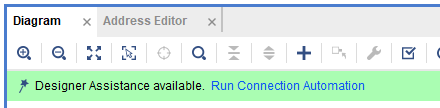 Diagram Address Editor
Designer Assistance available. Run Connection Automation